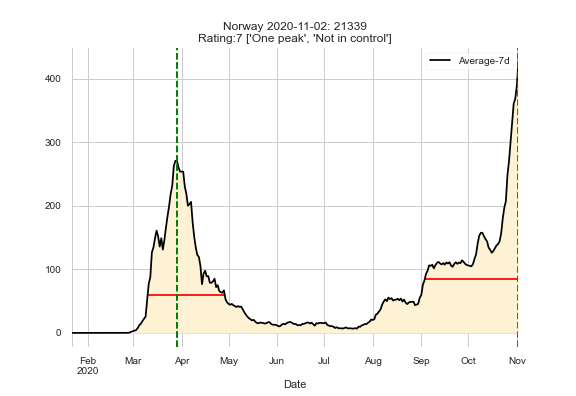 Norway 2020-11-02: 21339
Rating:7 ['One peak', 'Not in control']
Average-7d
400
300
200
100
0
Feb Mar Apr May Jun Jul Aug Sep Oct Nov
2020
Date